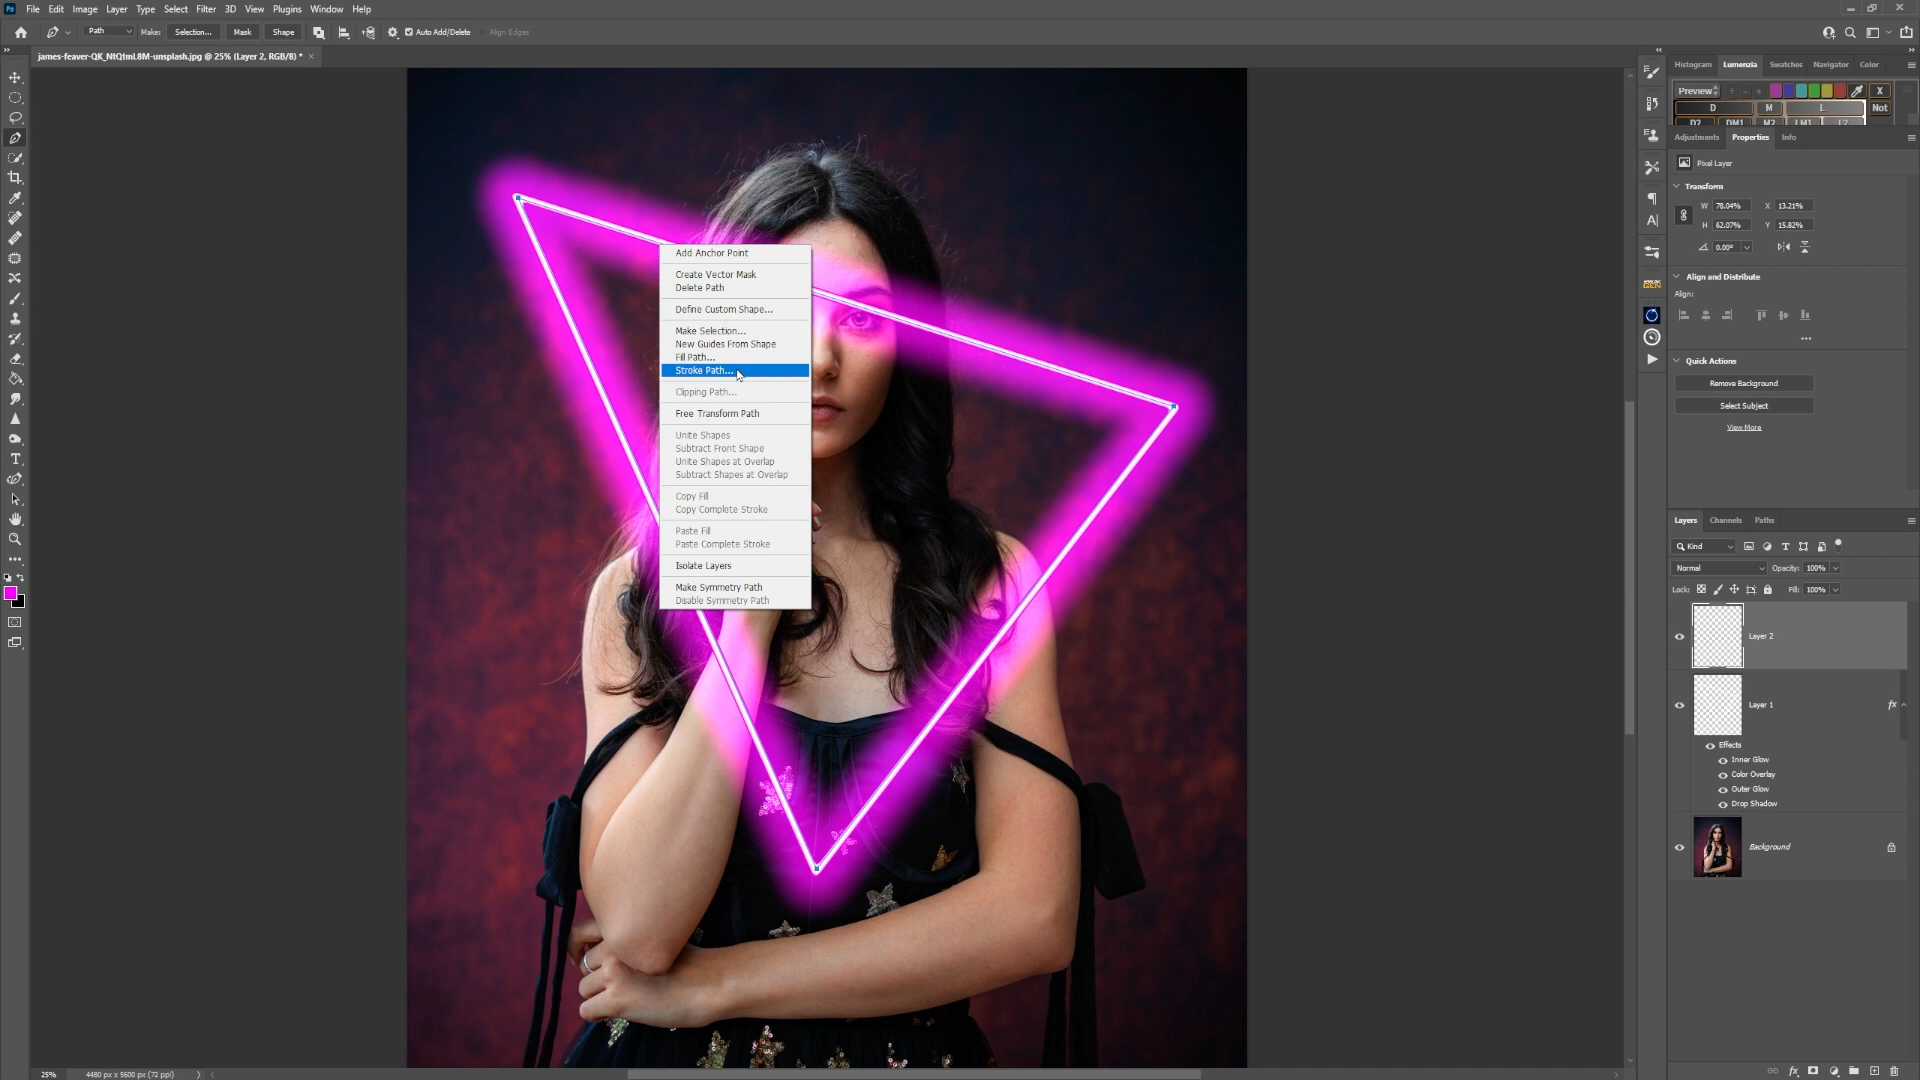 Ps File Edit Image Layer Type Select Filter 3D View Plugins Window Help
Path Make: Selection... Mask Shape Auto Add/Delete Align Edges
james-feaver-QK_NtQtmL8M-unsplash.jpg @ 25% (Layer 2, RGB/8) * ×
Histogram Lumenzia Swatches Navigator Color
Preview X
D M L Not
D2 DM1 M2 LM1 L2
Adjustments Properties Info
Pixel Layer
Transform
W 78.04% X 13.21%
H 62.07% Y 15.82%
0.00°
Align and Distribute
Align:
Quick Actions
Remove Background
Select Subject
View More
Add Anchor Point
Create Vector Mask
Delete Path
Define Custom Shape...
Make Selection...
New Guides From Shape
Fill Path...
Stroke Path...
Clipping Path...
Free Transform Path
Unite Shapes
Subtract Front Shape
Unite Shapes at Overlap
Subtract Shapes at Overlap
Copy Fill
Copy Complete Stroke
Paste Fill
Paste Complete Stroke
Isolate Layers
Make Symmetry Path
Disable Symmetry Path
Layers Channels Paths
Kind
Normal Opacity: 100%
Lock: Fill: 100%
Layer 2
Layer 1 fx
Effects
Inner Glow
Color Overlay
Outer Glow
Drop Shadow
Background
25% 4480 px x 5600 px (72 ppi)